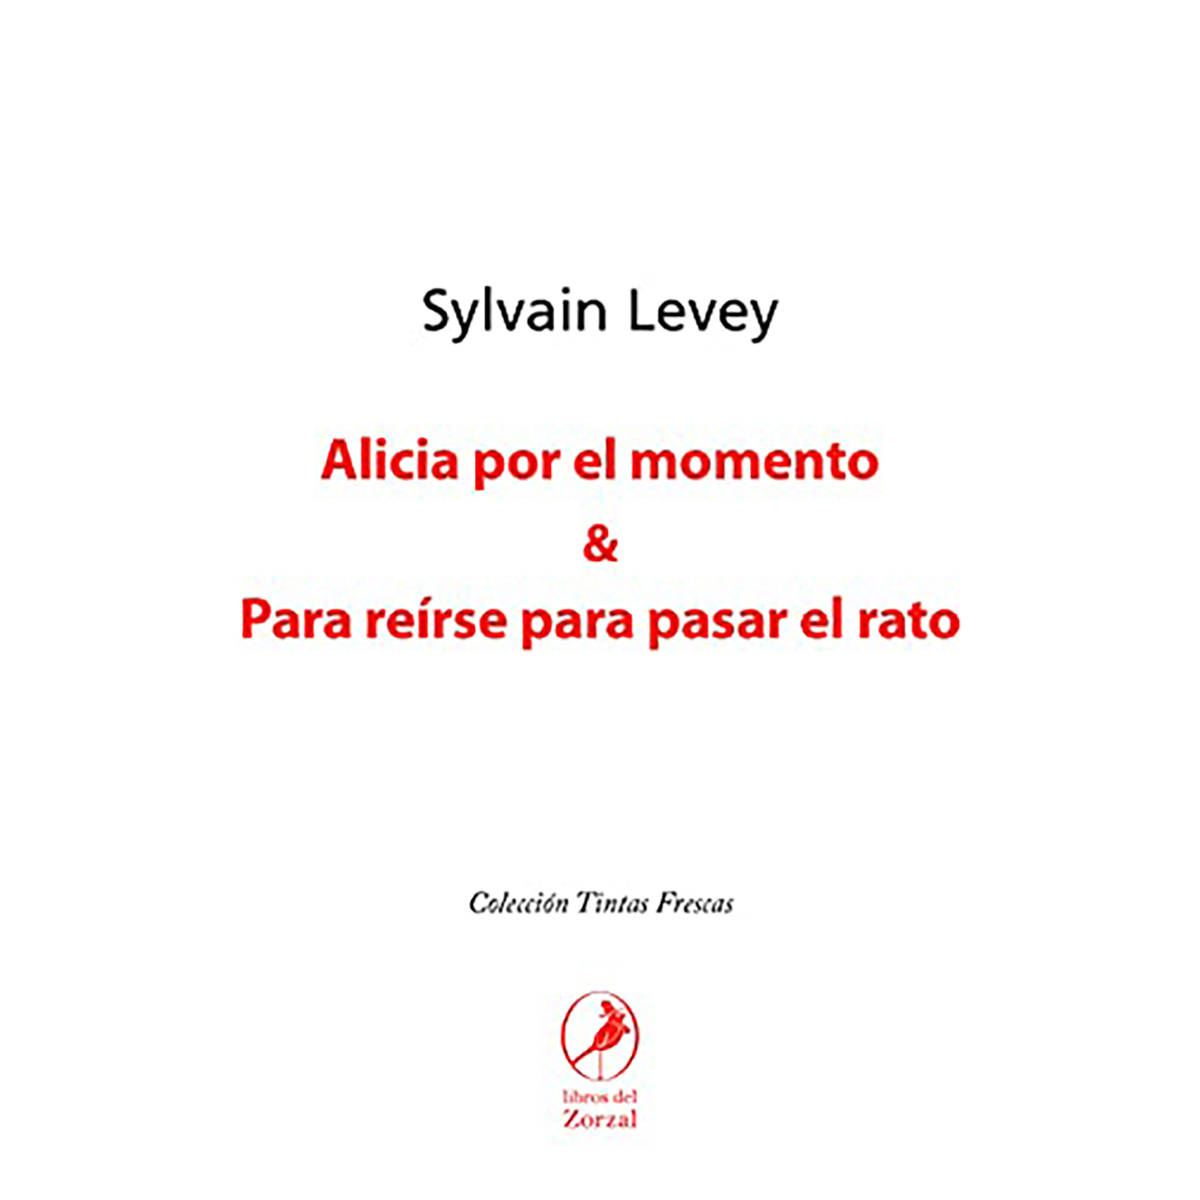 Sylvain Levey
Alicia por el momento
&
Para reírse para pasar el rato
Colección Tintas Frescas
libros del
Zorzal